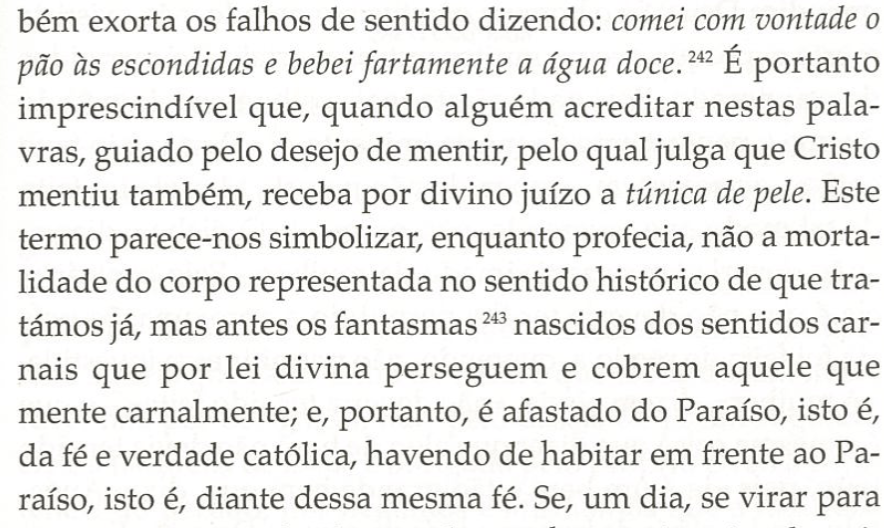 bém exorta os falhos de sentido dizendo: comei com vontade o
pão às escondidas e bebei fartamente a água doce.242 É portanto
imprescindível que, quando alguém acreditar nestas pala-
vras, guiado pelo desejo de mentir, pelo qual julga que Cristo
mentiu também, receba por divino juízo a túnica de pele. Este
termo parece-nos simbolizar, enquanto profecia, não a morta-
lidade do corpo representada no sentido histórico de que tra-
támos já, mas antes os fantasmas243 nascidos dos sentidos car-
nais que por lei divina perseguem e cobrem aquele que
mente carnalmente; e, portanto, é afastado do Paraíso, isto é,
da fé e verdade católica, havendo de habitar em frente ao Pa-
raíso, isto é, diante dessa mesma fé. Se, um dia, se virar para